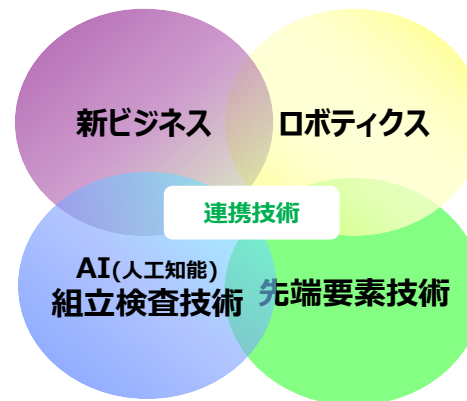 新ビジネス
ロボティクス
連携技術
AI(人工知能)
組立検査技術
先端要素技術